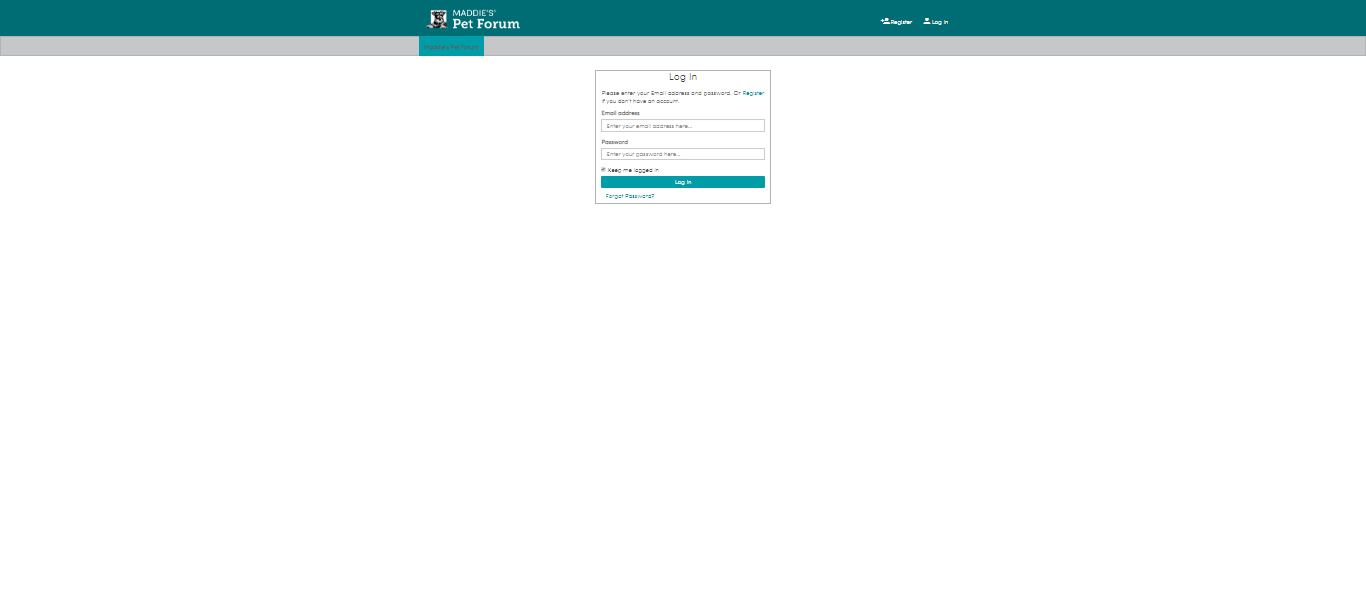 MADDIE'S®
Pet Forum
Register
Log In
Maddie's Pet Forum
Log In
Please enter your Email address and password. Or Register
if you don't have an account.
Email address
Enter your email address here...
Password
Enter your password here...
Keep me logged in
Log In
Forgot Password?